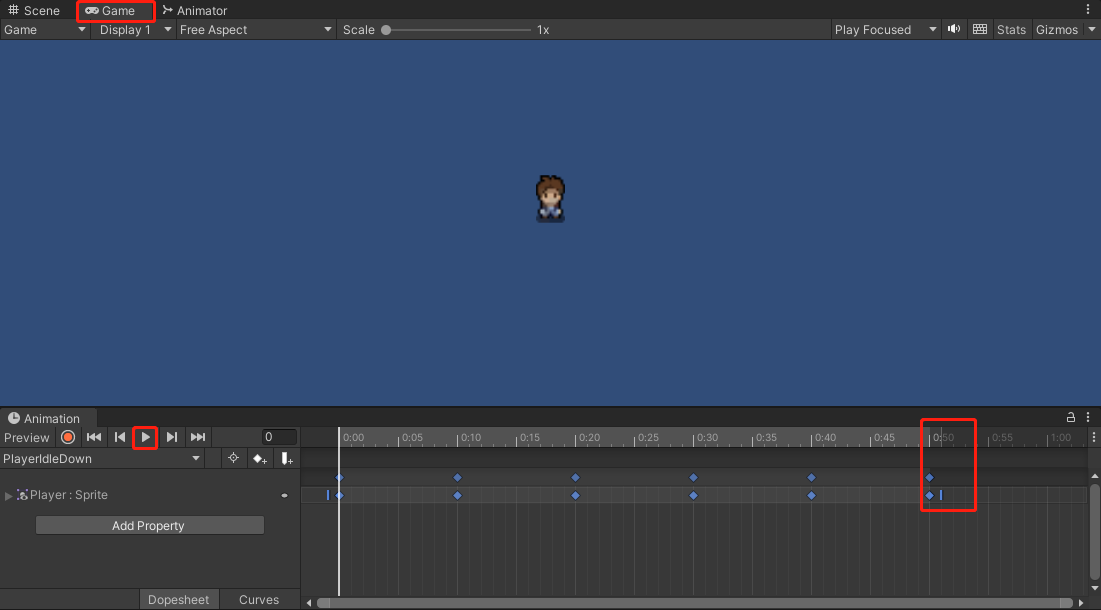 Scene Game Animator
Game Display 1 Free Aspect Scale 1x Play Focused Stats Gizmos
Animation
Preview 0 0:00 0:05 0:10 0:15 0:20 0:25 0:30 0:35 0:40 0:45 0:50 0:55 1:00
PlayerIdleDown
Player : Sprite
Add Property
Dopesheet Curves